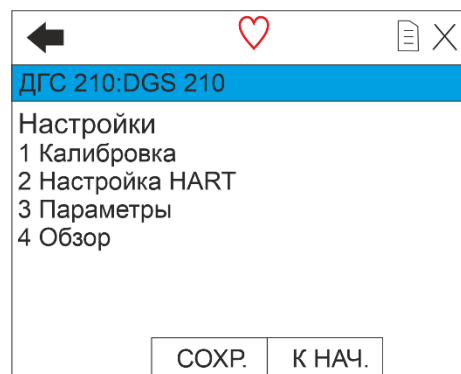 ДГС 210:DGS 210
Настройки
1 Калибровка
2 Настройка HART
3 Параметры
4 Обзор
СОХР. К НАЧ.